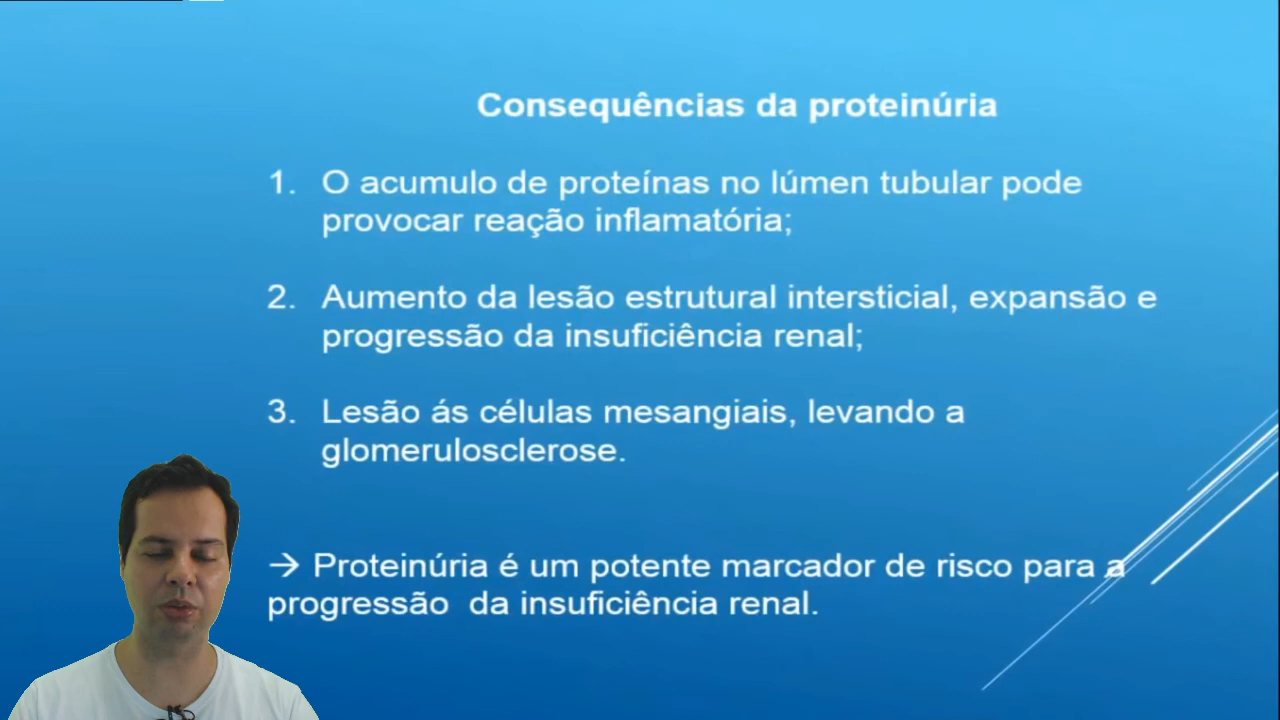 Consequências da proteinúria
1. O acumulo de proteínas no lúmen tubular pode
provocar reação inflamatória;
2. Aumento da lesão estrutural intersticial, expansão e
progressão da insuficiência renal;
3. Lesão ás células mesangiais, levando a
glomerulosclerose.
→ Proteinúria é um potente marcador de risco para a
progressão da insuficiência renal.